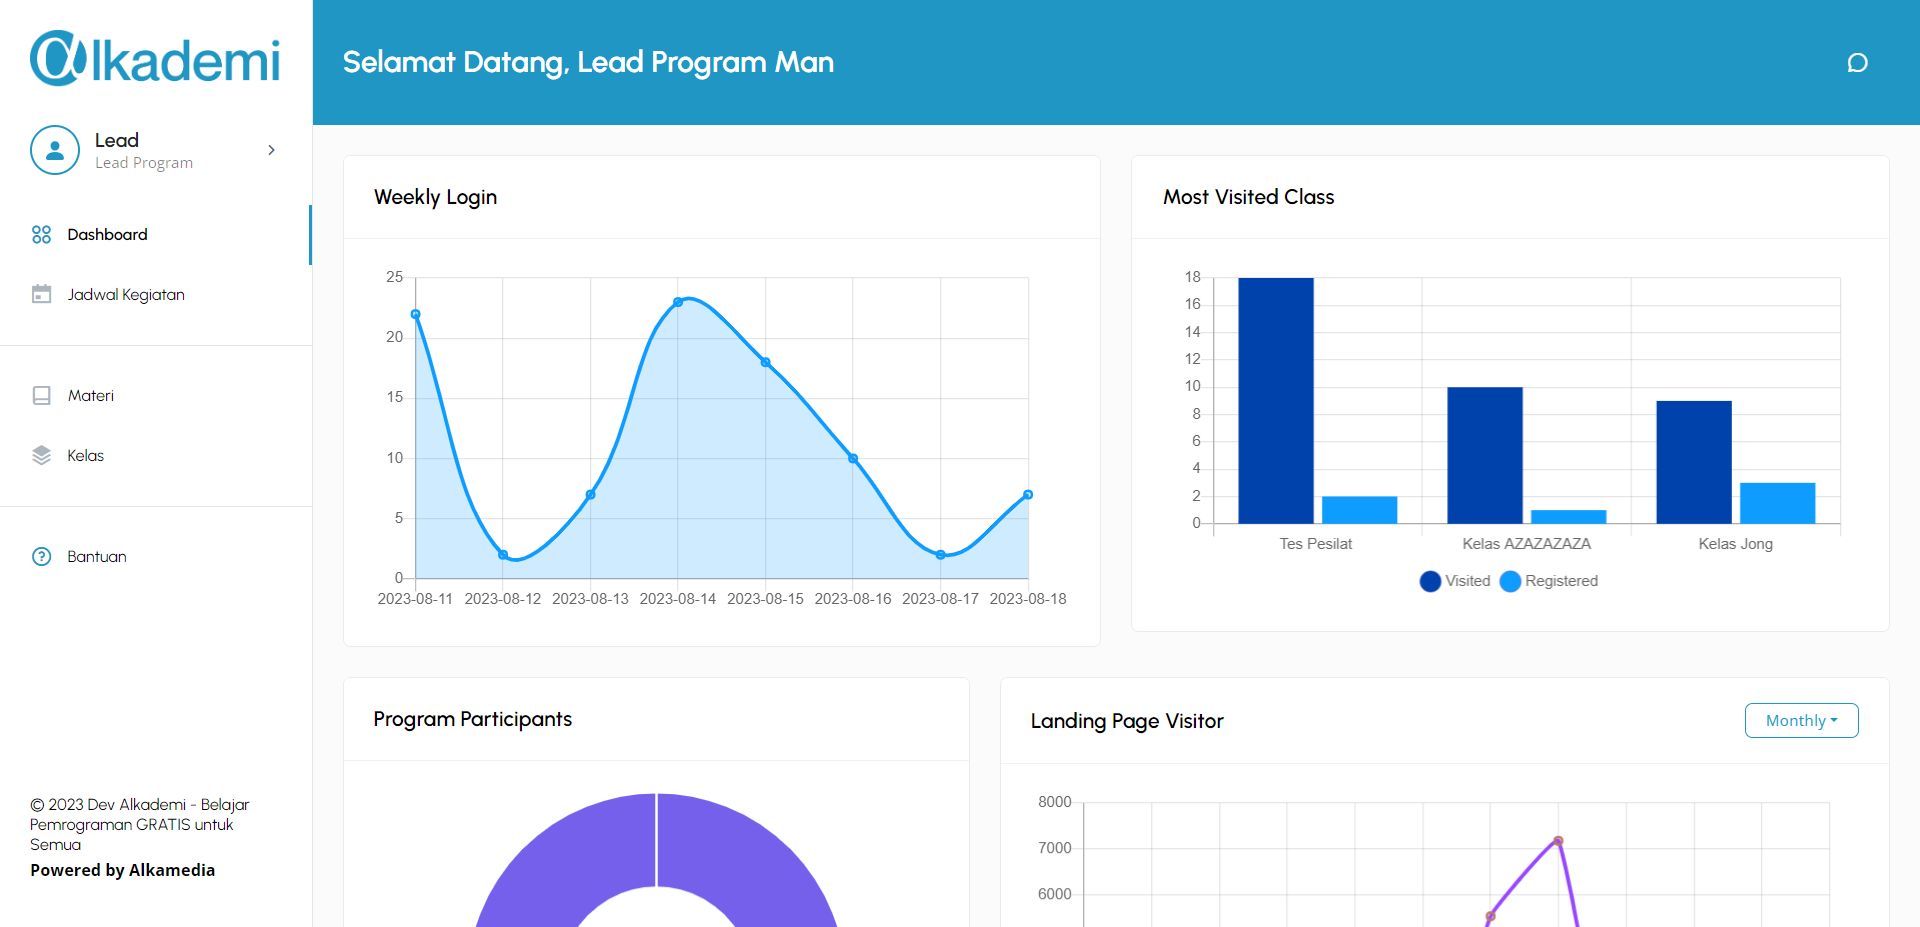 alkademi
Lead
Lead Program
Dashboard
Jadwal Kegiatan
Materi
Kelas
Bantuan
© 2023 Dev Alkademi - Belajar
Pemrograman GRATIS untuk
Semua
Powered by Alkamedia
Selamat Datang, Lead Program Man
Weekly Login
25
20
15
10
5
0
2023-08-11 2023-08-12 2023-08-13 2023-08-14 2023-08-15 2023-08-16 2023-08-17 2023-08-18
Most Visited Class
18
16
14
12
10
8
6
4
2
0
Tes Pesilat Kelas AZAZAZAZA Kelas Jong
Visited Registered
Program Participants
Landing Page Visitor
Monthly
8000
7000
6000